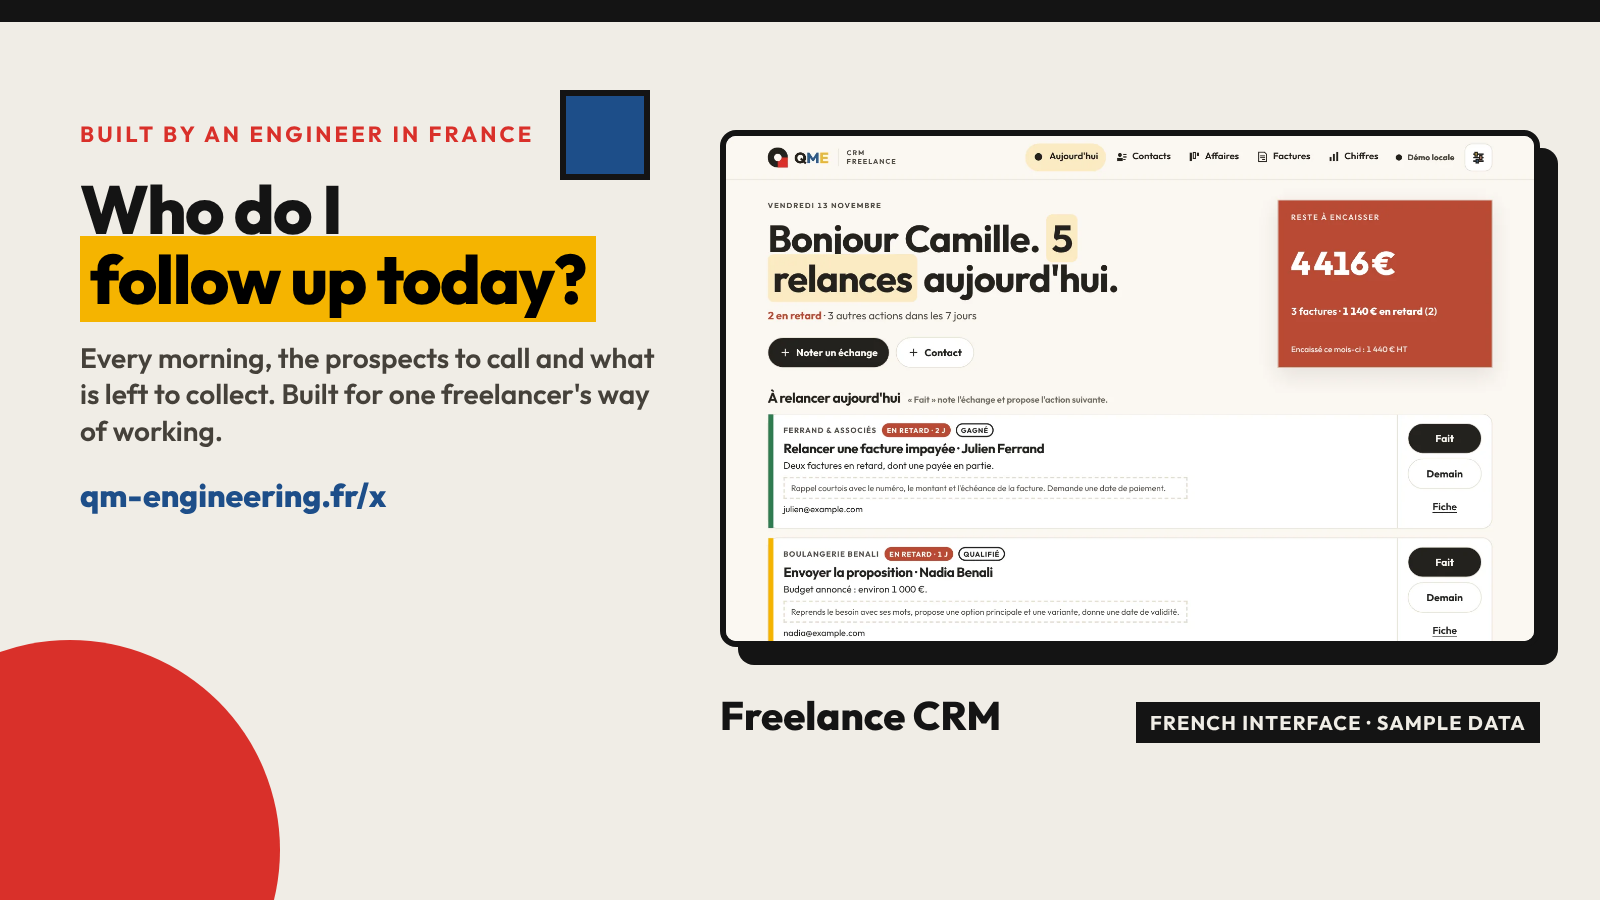 BUILT BY AN ENGINEER IN FRANCE
Who do I
follow up today?
Every morning, the prospects to call and what
is left to collect. Built for one freelancer's way
of working.
qm-engineering.fr/x
QME
CRM
FREELANCE
Aujourd'hui
Contacts
Affaires
Factures
Chiffres
Démo locale
VENDREDI 13 NOVEMBRE
Bonjour Camille. 5
relances aujourd'hui.
2 en retard · 3 autres actions dans les 7 jours
+ Noter un échange
+ Contact
RESTE À ENCAISSER
4 416 €
3 factures · 1 140 € en retard (2)
Encaissé ce mois-ci : 1 440 € HT
À relancer aujourd'hui « Fait » note l'échange et propose l'action suivante.
FERRAND & ASSOCIÉS EN RETARD · 2 J GAGNÉ
Relancer une facture impayée · Julien Ferrand
Deux factures en retard, dont une payée en partie.
Rappel courtois avec le numéro, le montant et l'échéance de la facture. Demande une date de paiement.
julien@example.com
Fait
Demain
Fiche
BOULANGERIE BENALI EN RETARD · 1 J QUALIFIÉ
Envoyer la proposition · Nadia Benali
Budget annoncé : environ 1 000 €.
Reprends le besoin avec ses mots, propose une option principale et une variante, donne une date de validité.
nadia@example.com
Fait
Demain
Fiche
Freelance CRM
FRENCH INTERFACE · SAMPLE DATA